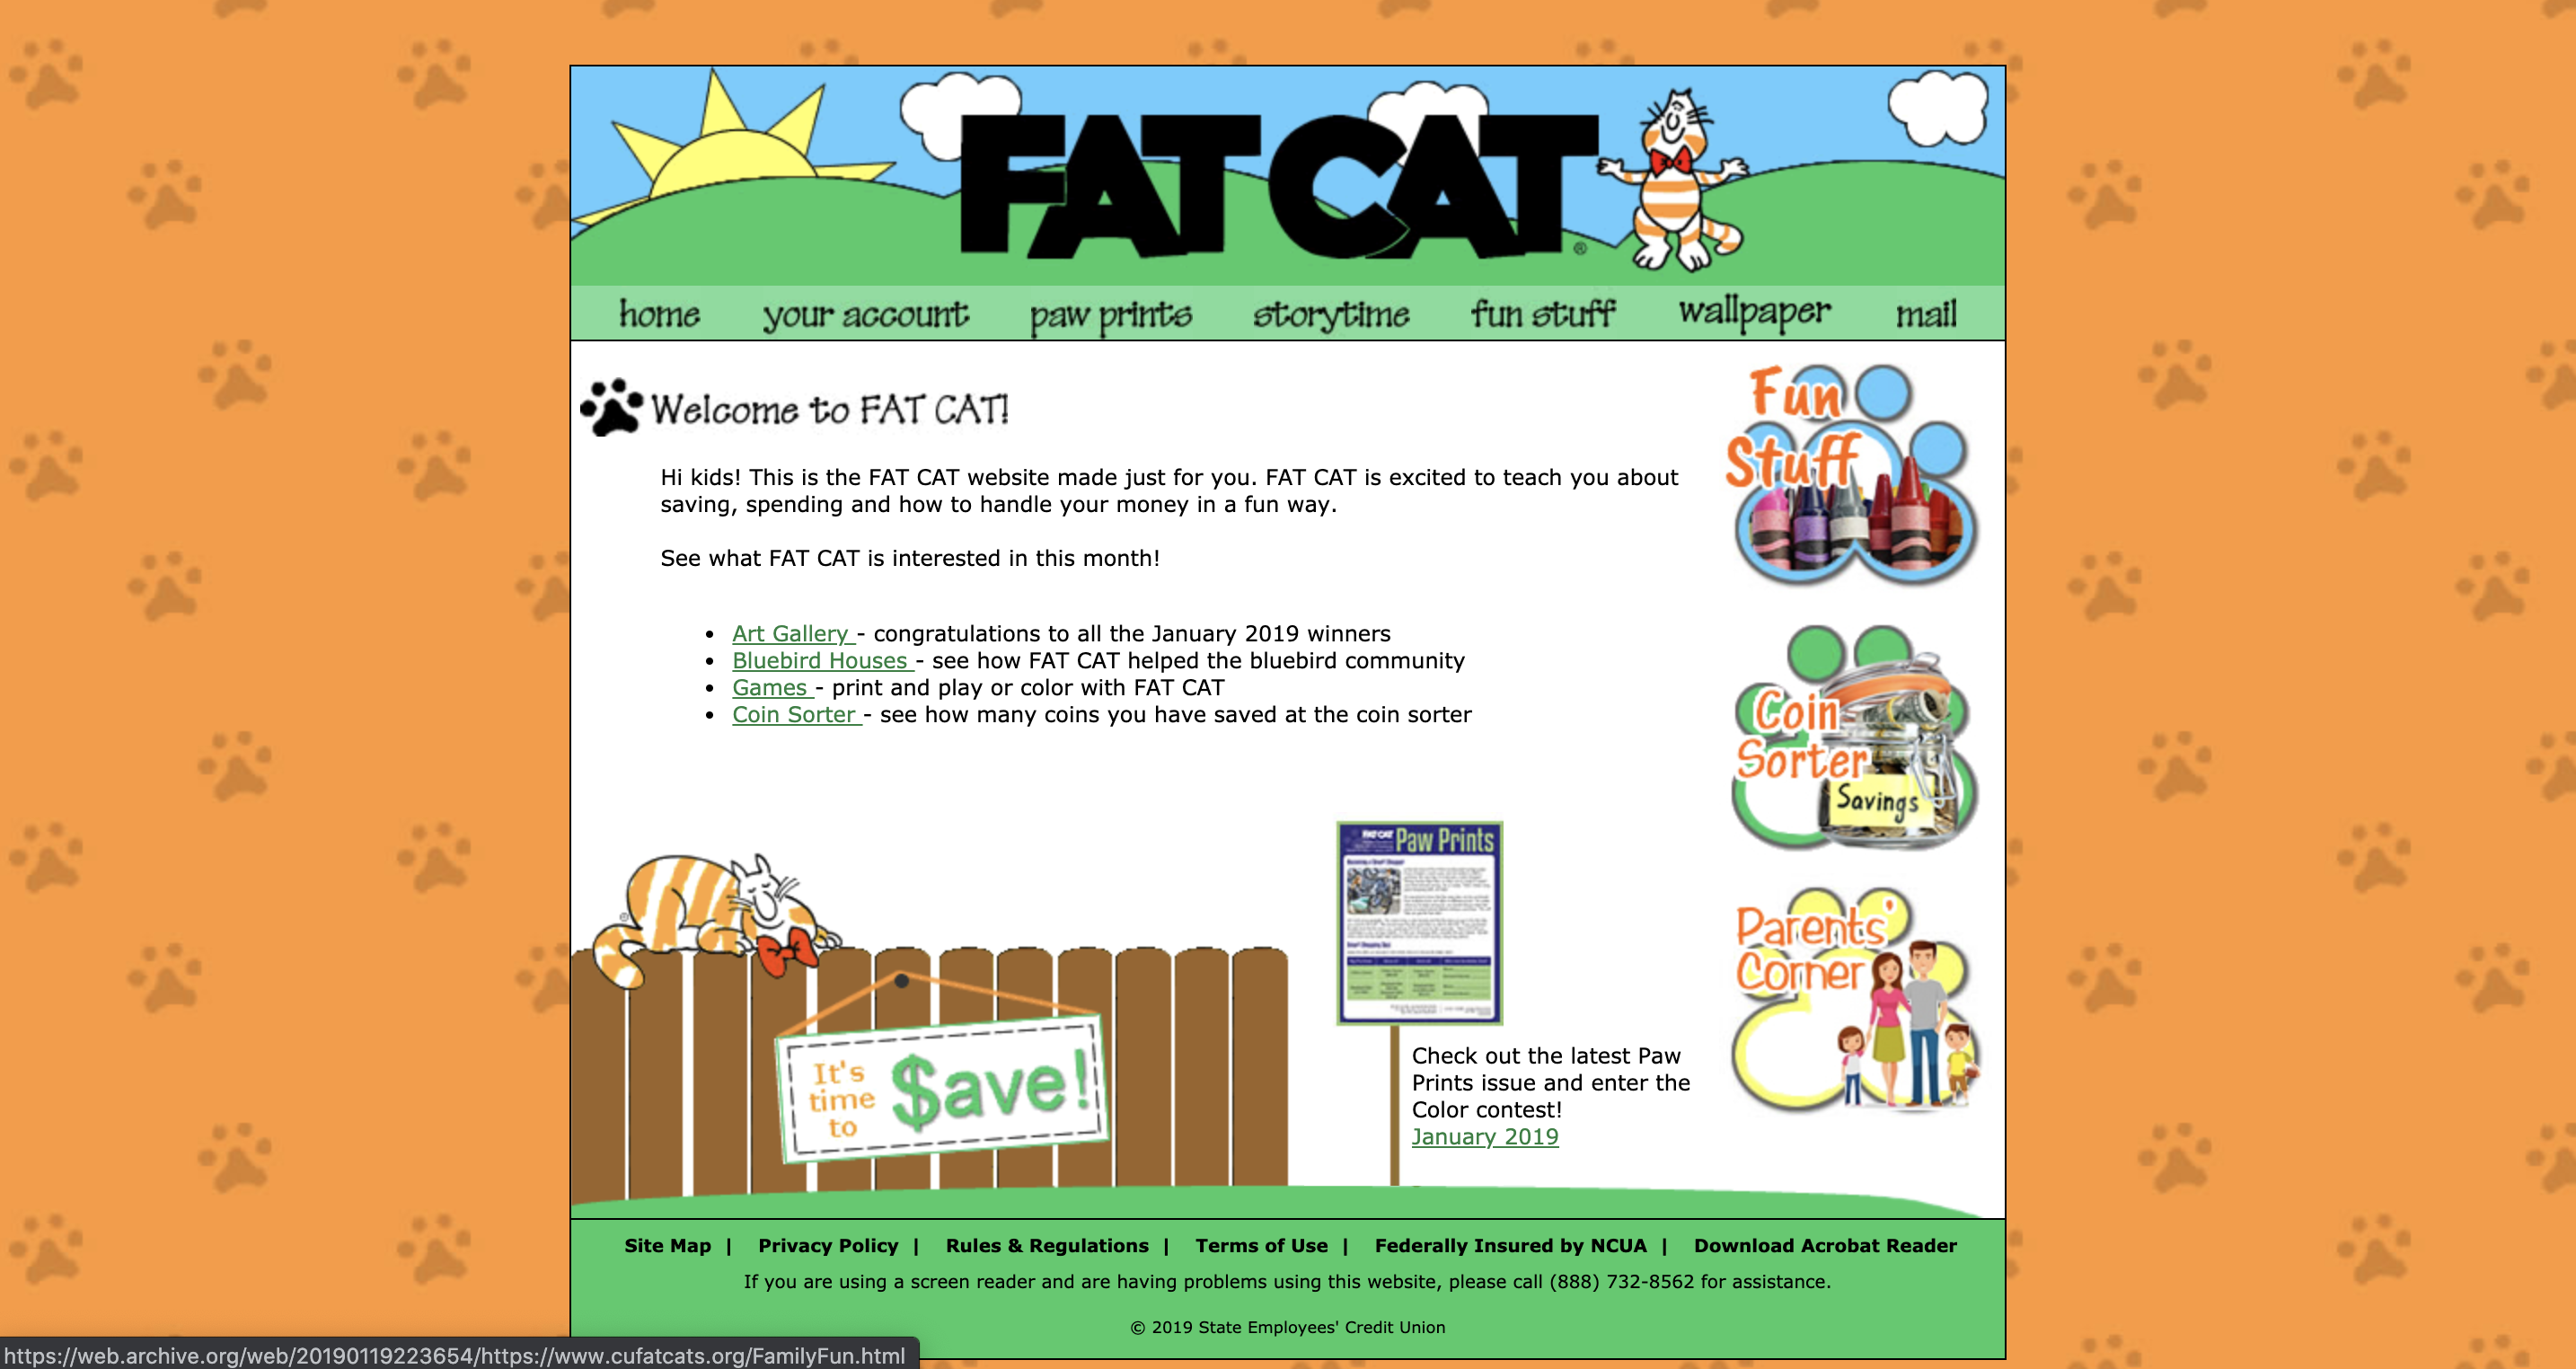 FAT CAT ®
home your account paw prints storytime fun stuff wallpaper mail
Welcome to FAT CAT!
Hi kids! This is the FAT CAT website made just for you. FAT CAT is excited to teach you about
saving, spending and how to handle your money in a fun way.
See what FAT CAT is interested in this month!
• Art Gallery - congratulations to all the January 2019 winners
• Bluebird Houses - see how FAT CAT helped the bluebird community
• Games - print and play or color with FAT CAT
• Coin Sorter - see how many coins you have saved at the coin sorter
Fun
Stuff
Coin
Sorter
Savings
Parents'
Corner
®
It's
time
to
$ave!
FAT CAT Paw Prints
Check out the latest Paw
Prints issue and enter the
Color contest!
January 2019
Site Map | Privacy Policy | Rules & Regulations | Terms of Use | Federally Insured by NCUA | Download Acrobat Reader
If you are using a screen reader and are having problems using this website, please call (888) 732-8562 for assistance.
© 2019 State Employees' Credit Union
https://web.archive.org/web/20190119223654/https://www.cufatcats.org/FamilyFun.html